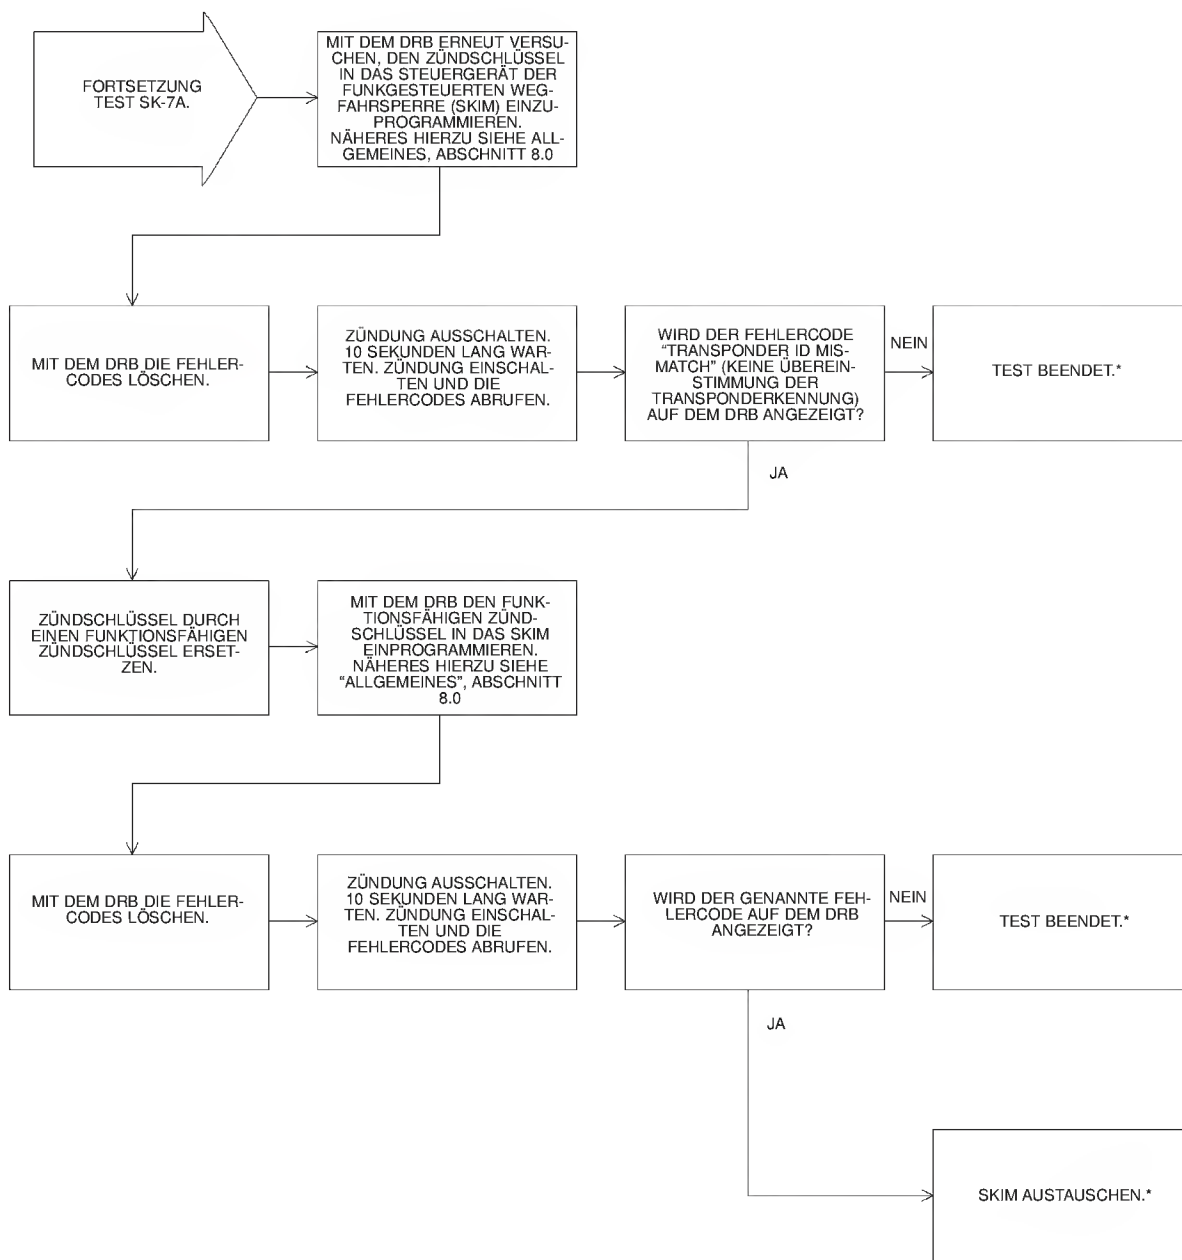 FORTSETZUNG
TEST SK-7A.
MIT DEM DRB ERNEUT VERSU-
CHEN, DEN ZÜNDSCHLÜSSEL
IN DAS STEUERGERÄT DER
FUNKGESTEUERTEN WEG-
FAHRSPERRE (SKIM) EINZU-
PROGRAMMIEREN.
NÄHERES HIERZU SIEHE ALL-
GEMEINES, ABSCHNITT 8.0
MIT DEM DRB DIE FEHLER-
CODES LÖSCHEN.
ZÜNDUNG AUSSCHALTEN.
10 SEKUNDEN LANG WAR-
TEN. ZÜNDUNG EINSCHAL-
TEN UND DIE
FEHLERCODES ABRUFEN.
WIRD DER FEHLERCODE
“TRANSPONDER ID MIS-
MATCH” (KEINE ÜBEREIN-
STIMMUNG DER
TRANSPONDERKENNUNG)
AUF DEM DRB ANGEZEIGT?
NEIN
TEST BEENDET.*
JA
ZÜNDSCHLÜSSEL DURCH
EINEN FUNKTIONSFÄHIGEN
ZÜNDSCHLÜSSEL ERSET-
ZEN.
MIT DEM DRB DEN FUNK-
TIONSFÄHIGEN ZÜND-
SCHLÜSSEL IN DAS SKIM
EINPROGRAMMIEREN.
NÄHERES HIERZU SIEHE
“ALLGEMEINES”, ABSCHNITT
8.0
MIT DEM DRB DIE FEHLER-
CODES LÖSCHEN.
ZÜNDUNG AUSSCHALTEN.
10 SEKUNDEN LANG WAR-
TEN. ZÜNDUNG EINSCHAL-
TEN UND DIE
FEHLERCODES ABRUFEN.
WIRD DER GENANNTE FEH-
LERCODE AUF DEM DRB
ANGEZEIGT?
NEIN
TEST BEENDET.*
JA
SKIM AUSTAUSCHEN.*